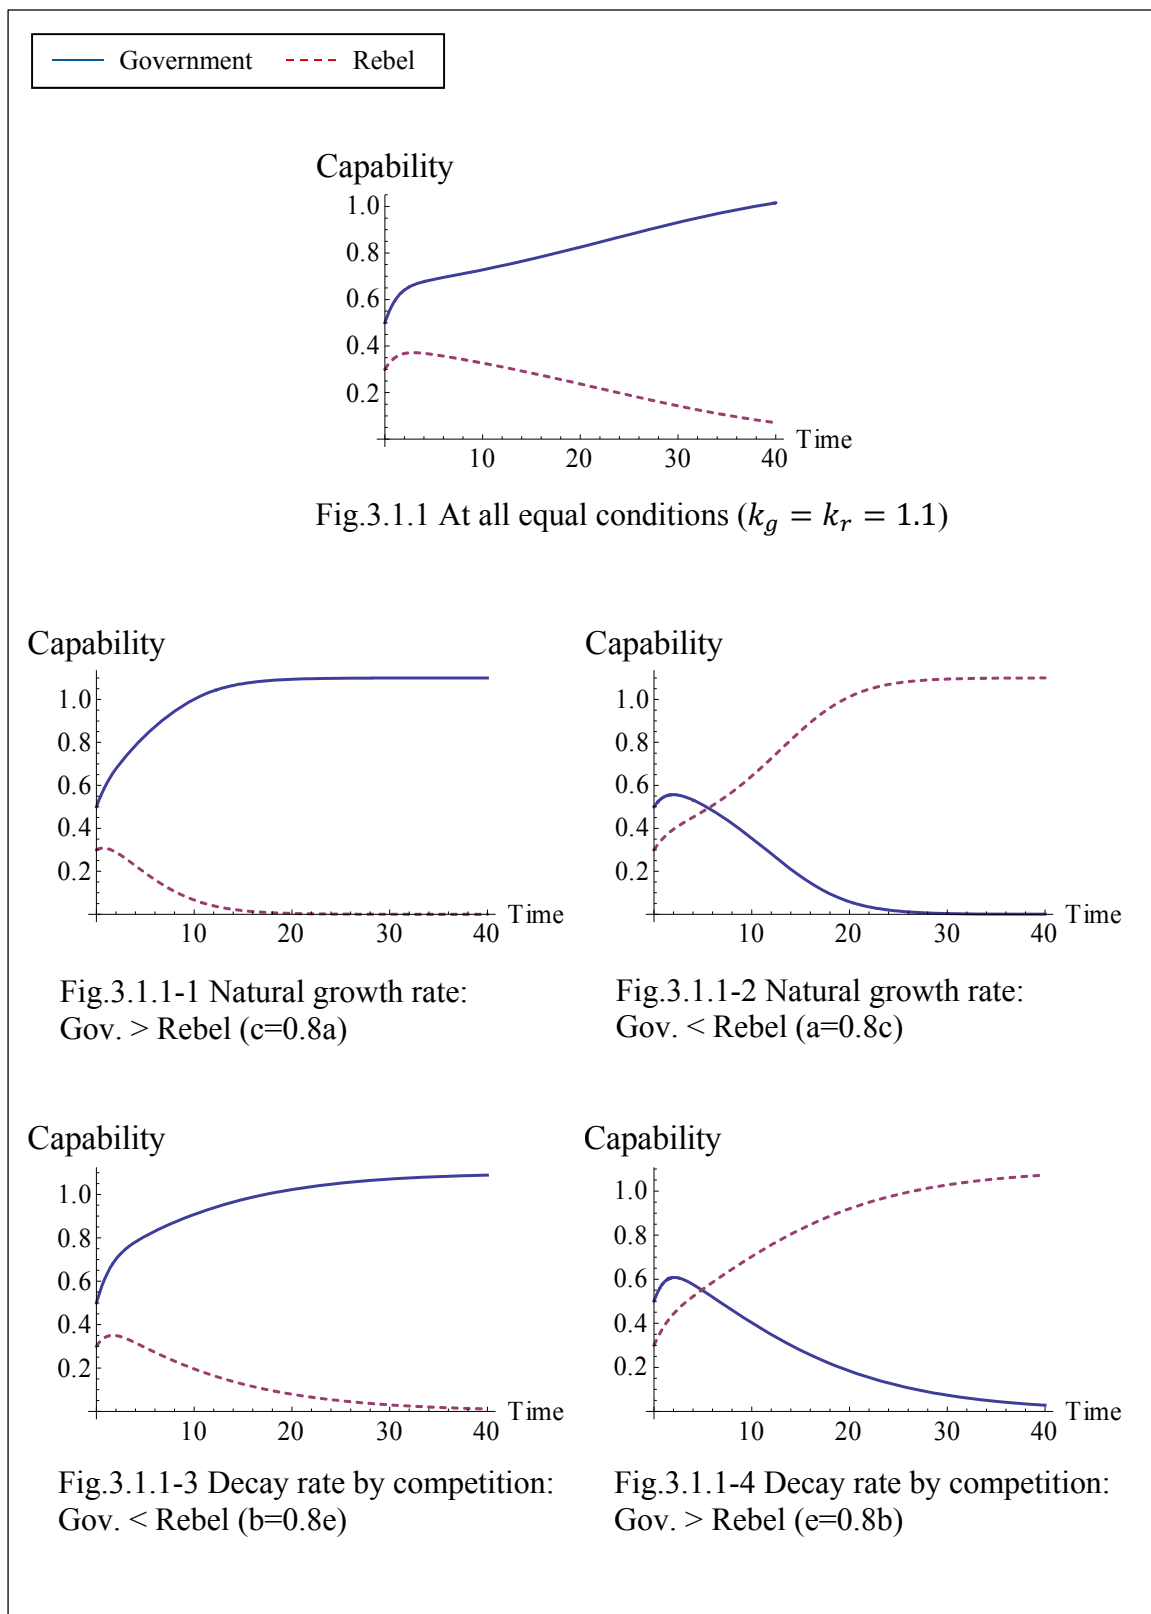 Government Rebel
Capability
1.0
0.8
0.6
0.4
0.2
Time
10 20 30 40
Fig.3.1.1 At all equal conditions (k_g = k_r = 1.1)
Capability
1.0
0.8
0.6
0.4
0.2
Time
10 20 30 40
Fig.3.1.1-1 Natural growth rate:
Gov. > Rebel (c=0.8a)
Capability
1.0
0.8
0.6
0.4
0.2
Time
10 20 30 40
Fig.3.1.1-2 Natural growth rate:
Gov. < Rebel (a=0.8c)
Capability
1.0
0.8
0.6
0.4
0.2
Time
10 20 30 40
Fig.3.1.1-3 Decay rate by competition:
Gov. < Rebel (b=0.8e)
Capability
1.0
0.8
0.6
0.4
0.2
Time
10 20 30 40
Fig.3.1.1-4 Decay rate by competition:
Gov. > Rebel (e=0.8b)